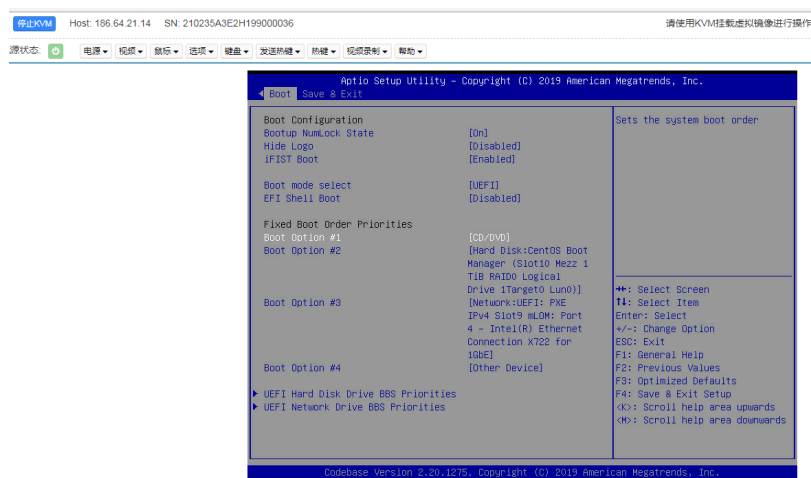 停止KVM Host: 186.64.21.14 SN: 210235A3E2H199000036 请使用KVM挂载虚拟镜像进行操作
源状态: 电源 视频 鼠标 选项 键盘 发送热键 热键 视频录制 帮助
Aptio Setup Utility – Copyright (C) 2019 American Megatrends, Inc.
Boot Save & Exit
Boot Configuration
Bootup NumLock State [On]
Hide Logo [Disabled]
iFIST Boot [Enabled]
Boot mode select [UEFI]
EFI Shell Boot [Disabled]
Fixed Boot Order Priorities
Boot Option #1 [CD/DVD]
Boot Option #2 [Hard Disk:CentOS Boot
Manager (Slot10 Mezz 1
TiB RAID0 Logical
Drive 1Target0 Lun0)]
Boot Option #3 [Network:UEFI: PXE
IPv4 Slot9 mLOM: Port
4 – Intel(R) Ethernet
Connection X722 for
1GbE]
Boot Option #4 [Other Device]
UEFI Hard Disk Drive BBS Priorities
UEFI Network Drive BBS Priorities
Sets the system boot order
→←: Select Screen
↑↓: Select Item
Enter: Select
+/-: Change Option
ESC: Exit
F1: General Help
F2: Previous Values
F3: Optimized Defaults
F4: Save & Exit Setup
<K>: Scroll help area upwards
<M>: Scroll help area downwards
Codebase Version 2.20.1275. Copyright (C) 2019 American Megatrends, Inc.